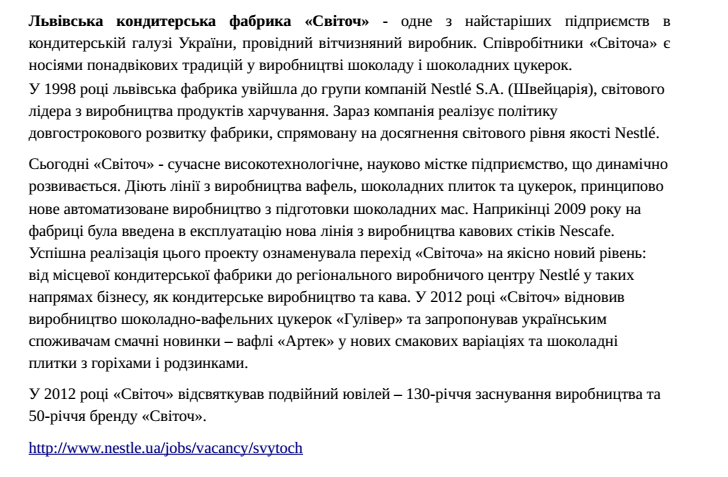 Львівська кондитерська фабрика «Світоч» - одне з найстаріших підприємств в
кондитерській галузі України, провідний вітчизняний виробник. Співробітники «Світоча» є
носіями понадвікових традицій у виробництві шоколаду і шоколадних цукерок.
У 1998 році львівська фабрика увійшла до групи компаній Nestlé S.A. (Швейцарія), світового
лідера з виробництва продуктів харчування. Зараз компанія реалізує політику
довгострокового розвитку фабрики, спрямовану на досягнення світового рівня якості Nestlé.
Сьогодні «Світоч» - сучасне високотехнологічне, науково містке підприємство, що динамічно
розвивається. Діють лінії з виробництва вафель, шоколадних плиток та цукерок, принципово
нове автоматизоване виробництво з підготовки шоколадних мас. Наприкінці 2009 року на
фабриці була введена в експлуатацію нова лінія з виробництва кавових стіків Nescafe.
Успішна реалізація цього проекту ознаменувала перехід «Світоча» на якісно новий рівень:
від місцевої кондитерської фабрики до регіонального виробничого центру Nestlé у таких
напрямах бізнесу, як кондитерське виробництво та кава. У 2012 році «Світоч» відновив
виробництво шоколадно-вафельних цукерок «Гулівер» та запропонував українським
споживачам смачні новинки – вафлі «Артек» у нових смакових варіаціях та шоколадні
плитки з горіхами і родзинками.
У 2012 році «Світоч» відсвяткував подвійний ювілей – 130-річчя заснування виробництва та
50-річчя бренду «Світоч».
http://www.nestle.ua/jobs/vacancy/svytoch